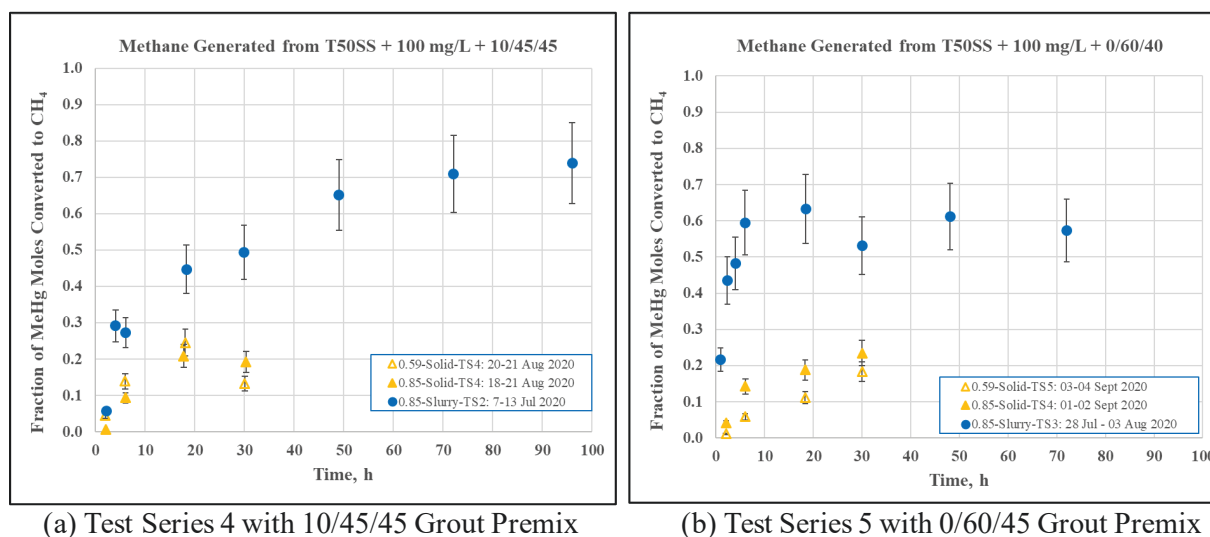 Methane Generated from T50SS + 100 mg/L + 10/45/45
Fraction of MeHg Moles Converted to CH₄
1.0
0.9
0.8
0.7
0.6
0.5
0.4
0.3
0.2
0.1
0.0
0.59-Solid-TS4: 20-21 Aug 2020
0.85-Solid-TS4: 18-21 Aug 2020
0.85-Slurry-TS2: 7-13 Jul 2020
0 10 20 30 40 50 60 70 80 90 100
Time, h
(a) Test Series 4 with 10/45/45 Grout Premix
Methane Generated from T50SS + 100 mg/L + 0/60/40
Fraction of MeHg Moles Converted to CH₄
1.0
0.9
0.8
0.7
0.6
0.5
0.4
0.3
0.2
0.1
0.0
0.59-Solid-TS5: 03-04 Sept 2020
0.85-Solid-TS4: 01-02 Sept 2020
0.85-Slurry-TS3: 28 Jul - 03 Aug 2020
0 10 20 30 40 50 60 70 80 90 100
Time, h
(b) Test Series 5 with 0/60/45 Grout Premix